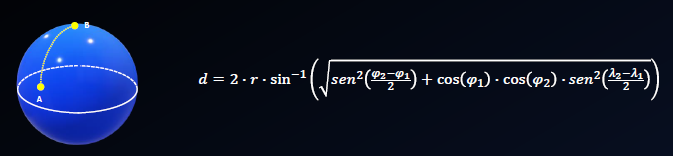 B
A
d = 2 · r · sin⁻¹(√(sen²((φ₂−φ₁)/2) + cos(φ₁) · cos(φ₂) · sen²((λ₂−λ₁)/2)))